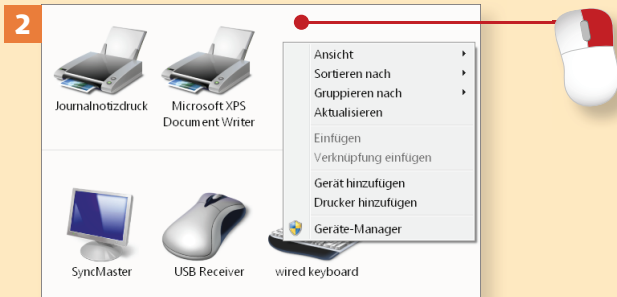 2
Journalnotizdruck
Microsoft XPS
Document Writer
Ansicht
Sortieren nach
Gruppieren nach
Aktualisieren
Einfügen
Verknüpfung einfügen
Gerät hinzufügen
Drucker hinzufügen
Geräte-Manager
SyncMaster
USB Receiver
wired keyboard